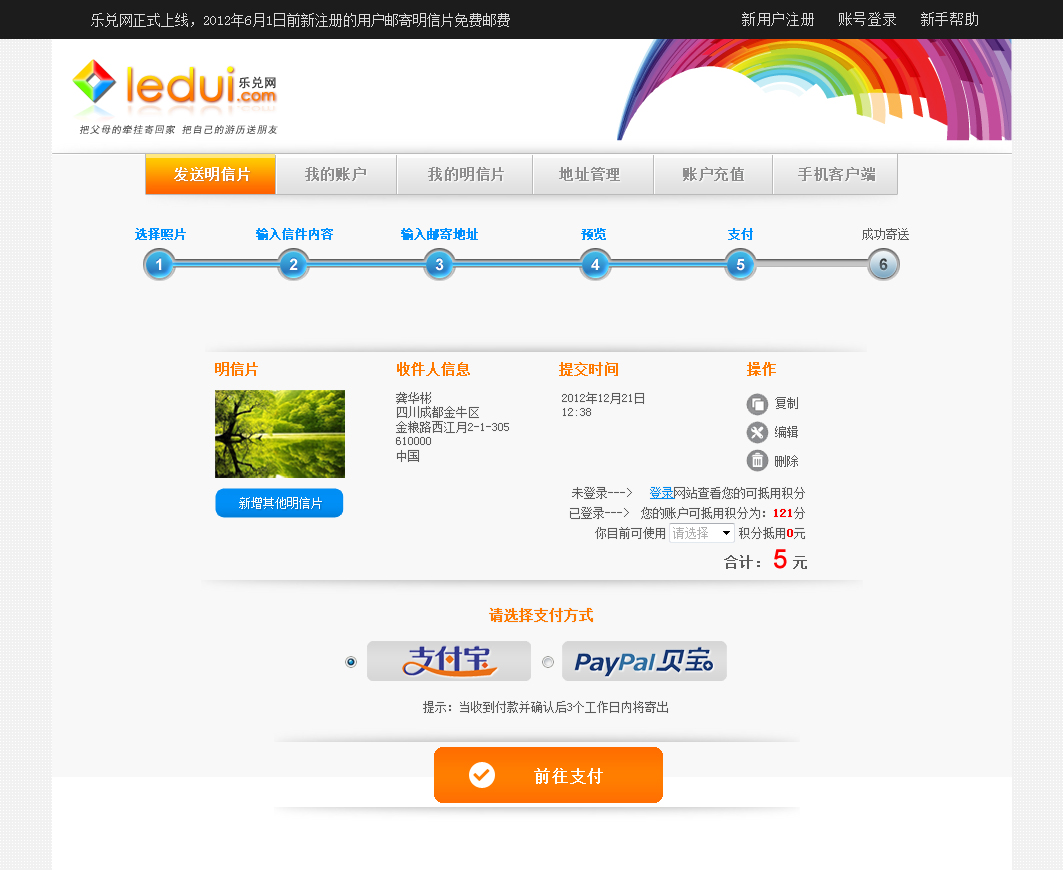 乐兑网正式上线，2012年6月1日前新注册的用户邮寄明信片免费邮费
新用户注册 账号登录 新手帮助
ledui.com 乐兑网
把父母的牵挂寄回家 把自己的游历送朋友
发送明信片 我的账户 我的明信片 地址管理 账户充值 手机客户端
选择照片 输入信件内容 输入邮寄地址 预览 支付 成功寄送
1 2 3 4 5 6
明信片 收件人信息 提交时间 操作
龚华彬
四川成都金牛区
金粮路西江月2-1-305
610000
中国
2012年12月21日
12:38
复制
编辑
删除
新增其他明信片
未登录---> 登录网站查看您的可抵用积分
已登录---> 您的账户可抵用积分为：121分
你目前可使用 请选择 积分抵用0元
合计：5 元
请选择支付方式
支付宝 PayPal 贝宝
提示：当收到付款并确认后3个工作日内将寄出
前往支付